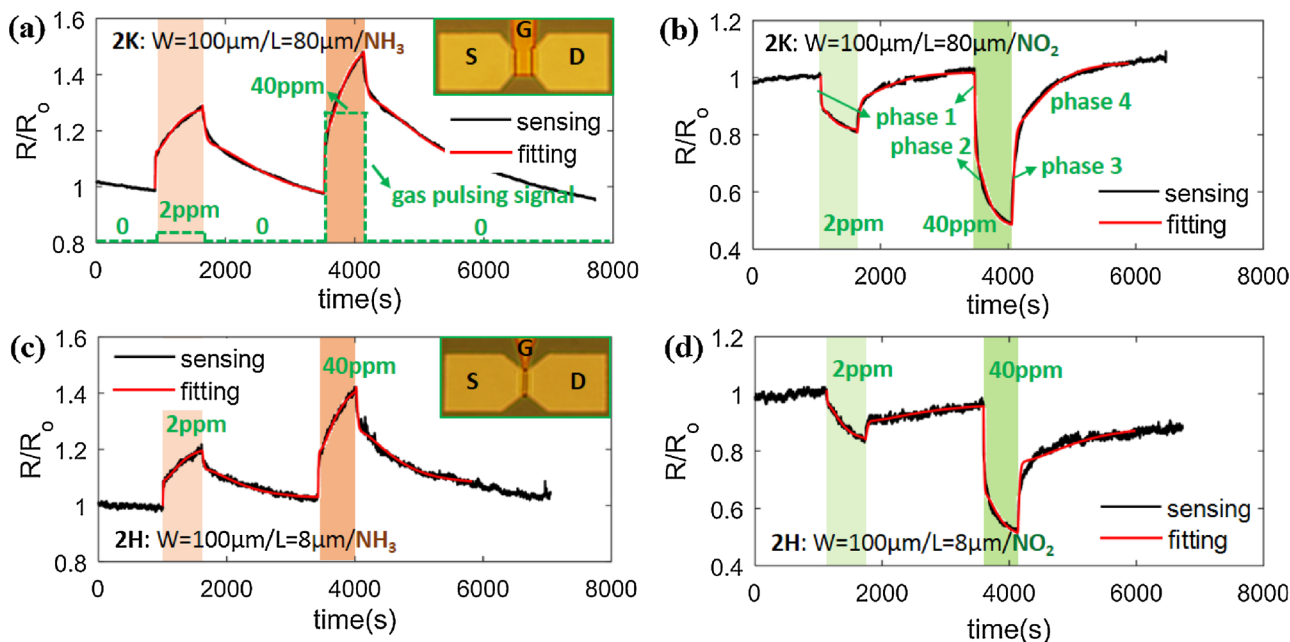 (a)
2K: W=100μm/L=80μm/NH₃
G
S
D
40ppm
sensing
fitting
gas pulsing signal
0
2ppm
0
0
R/Rₒ
1.6
1.4
1.2
1
0.8
0
2000
4000
6000
8000
time(s)
(b)
2K: W=100μm/L=80μm/NO₂
phase 1
phase 2
phase 4
phase 3
2ppm
40ppm
sensing
fitting
R/Rₒ
1.2
1
0.8
0.6
0.4
0
2000
4000
6000
8000
time(s)
(c)
sensing
fitting
2ppm
40ppm
G
S
D
2H: W=100μm/L=8μm/NH₃
R/Rₒ
1.6
1.4
1.2
1
0.8
0
2000
4000
6000
8000
time(s)
(d)
2ppm
40ppm
sensing
fitting
2H: W=100μm/L=8μm/NO₂
R/Rₒ
1.2
1
0.8
0.6
0.4
0
2000
4000
6000
8000
time(s)